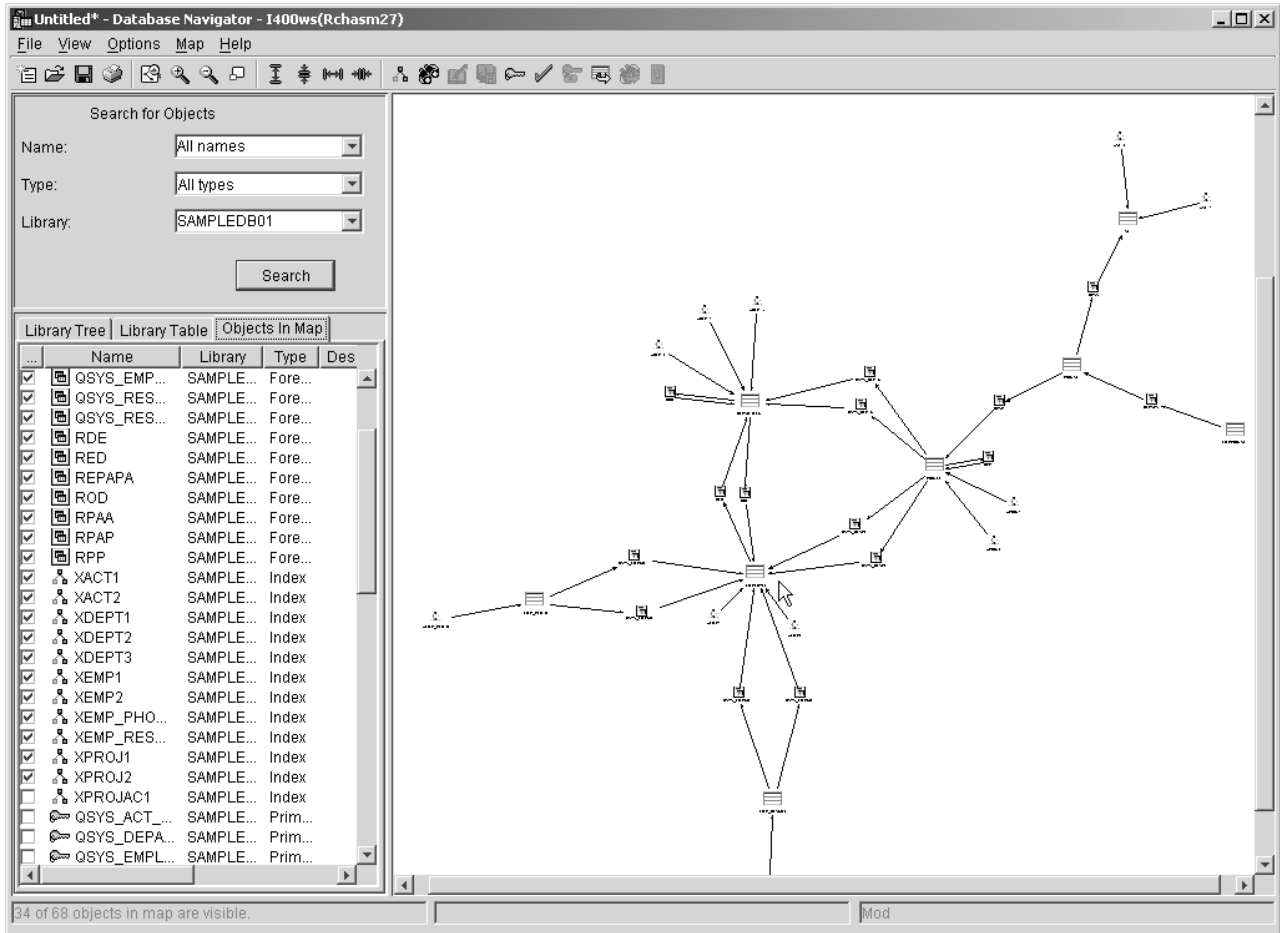 Untitled* - Database Navigator - I400ws(Rchasm27)
File View Options Map Help
Search for Objects
Name: All names
Type: All types
Library: SAMPLEDB01
Search
Library Tree Library Table Objects In Map
... Name Library Type Des
QSYS_EMP... SAMPLE... Fore...
QSYS_RES... SAMPLE... Fore...
QSYS_RES... SAMPLE... Fore...
RDE SAMPLE... Fore...
RED SAMPLE... Fore...
REPAPA SAMPLE... Fore...
ROD SAMPLE... Fore...
RPAA SAMPLE... Fore...
RPAP SAMPLE... Fore...
RPP SAMPLE... Fore...
XACT1 SAMPLE... Index
XACT2 SAMPLE... Index
XDEPT1 SAMPLE... Index
XDEPT2 SAMPLE... Index
XDEPT3 SAMPLE... Index
XEMP1 SAMPLE... Index
XEMP2 SAMPLE... Index
XEMP_PHO... SAMPLE... Index
XEMP_RES... SAMPLE... Index
XPROJ1 SAMPLE... Index
XPROJ2 SAMPLE... Index
XPROJAC1 SAMPLE... Index
QSYS_ACT_... SAMPLE... Prim...
QSYS_DEPA... SAMPLE... Prim...
QSYS_EMPL... SAMPLE... Prim...
34 of 68 objects in map are visible.
Mod